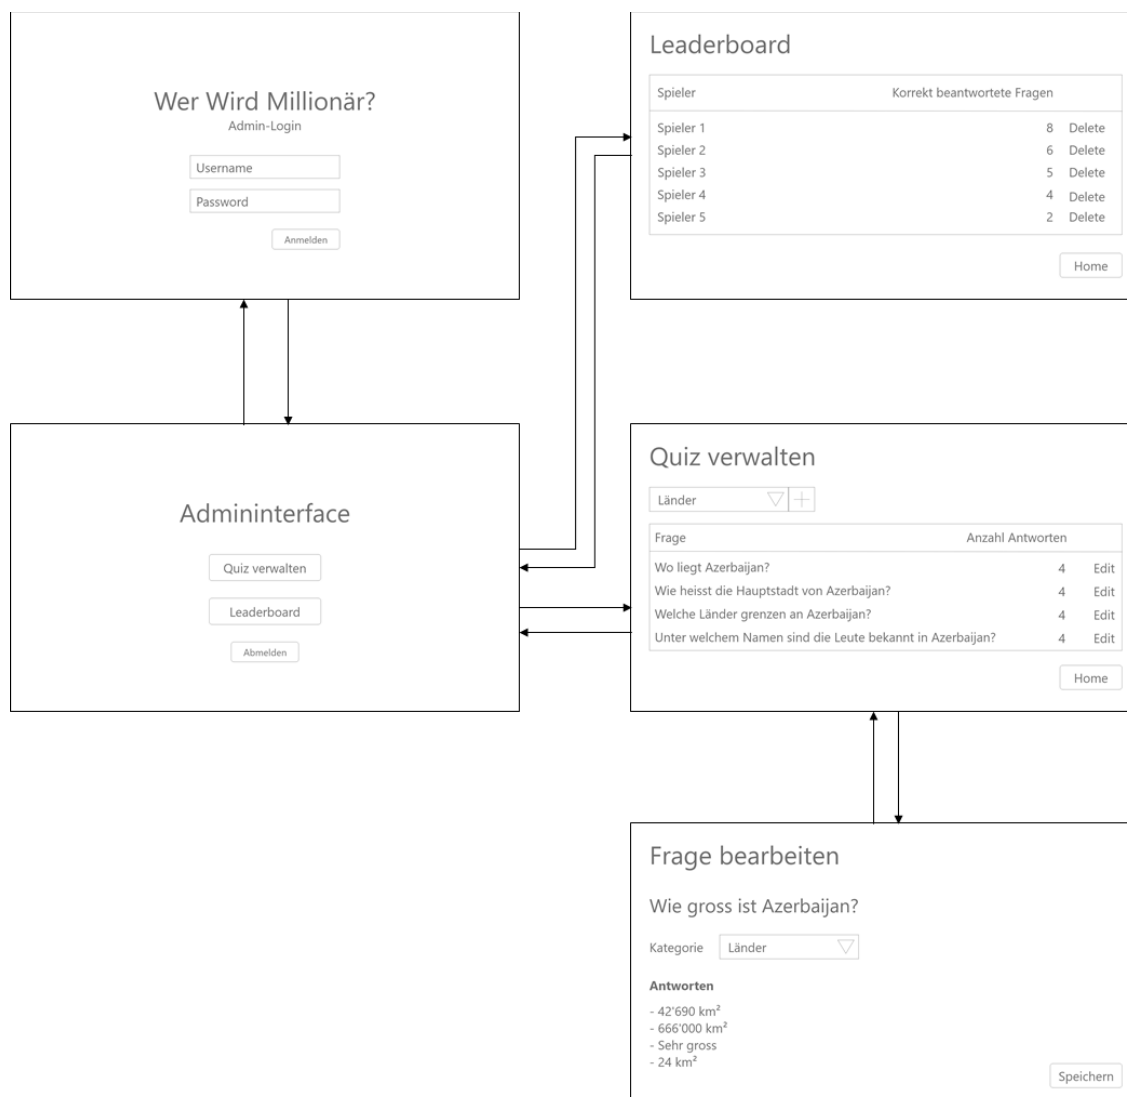 Wer Wird Millionär?
Admin-Login
Username
Password
Anmelden
Leaderboard
Spieler Korrekt beantwortete Fragen
Spieler 1 8 Delete
Spieler 2 6 Delete
Spieler 3 5 Delete
Spieler 4 4 Delete
Spieler 5 2 Delete
Home
Admininterface
Quiz verwalten
Leaderboard
Abmelden
Quiz verwalten
Länder
Frage Anzahl Antworten
Wo liegt Azerbaijan? 4 Edit
Wie heisst die Hauptstadt von Azerbaijan? 4 Edit
Welche Länder grenzen an Azerbaijan? 4 Edit
Unter welchem Namen sind die Leute bekannt in Azerbaijan? 4 Edit
Home
Frage bearbeiten
Wie gross ist Azerbaijan?
Kategorie Länder
Antworten
- 42'690 km²
- 666'000 km²
- Sehr gross
- 24 km²
Speichern